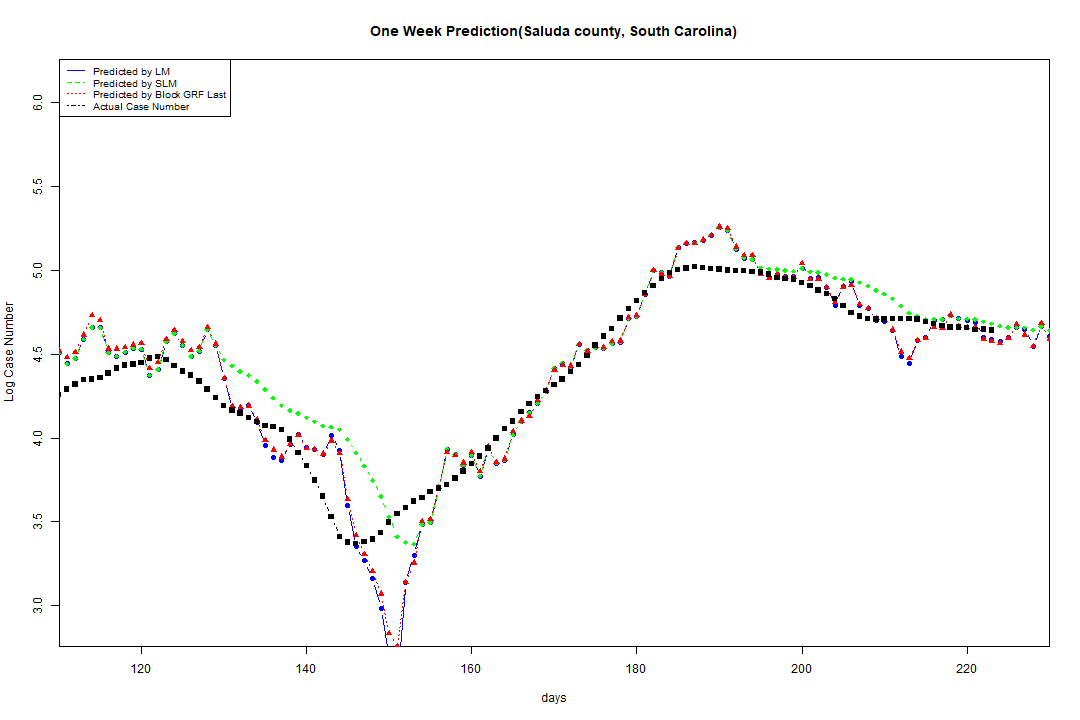 One Week Prediction(Saluda county, South Carolina)
Predicted by LM
Predicted by SLM
Predicted by Block GRF Last
Actual Case Number
6.0
5.5
5.0
4.5
4.0
3.5
3.0
Log Case Number
120 140 160 180 200 220
days